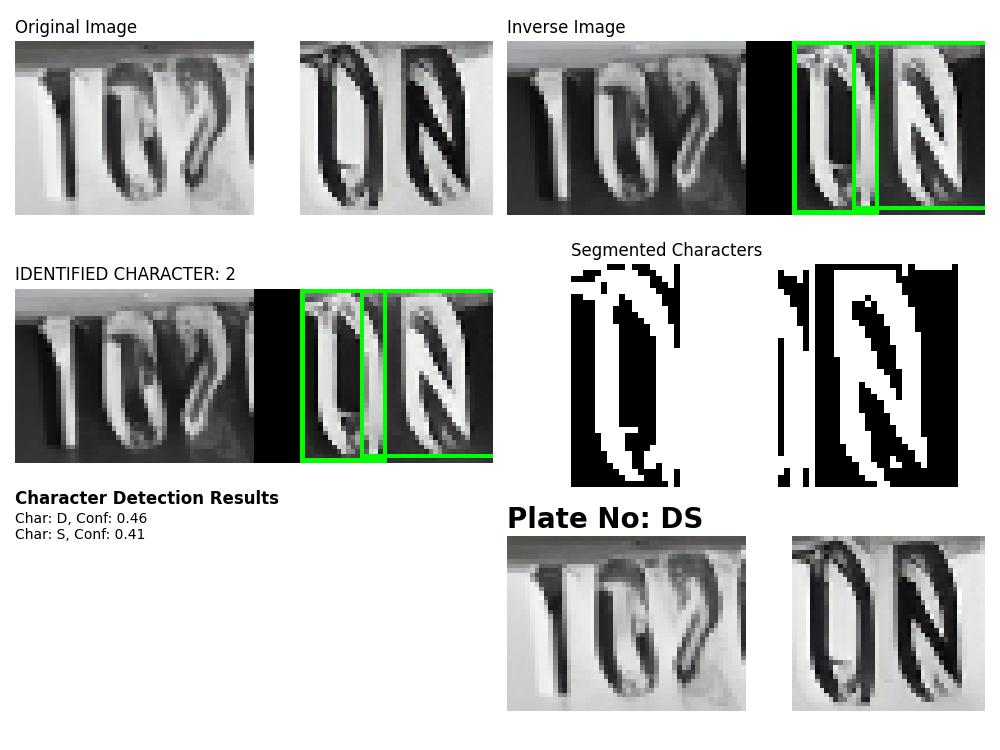 Original Image
Inverse Image
IDENTIFIED CHARACTER: 2
Segmented Characters
Character Detection Results
Char: D, Conf: 0.46
Char: S, Conf: 0.41
Plate No: DS